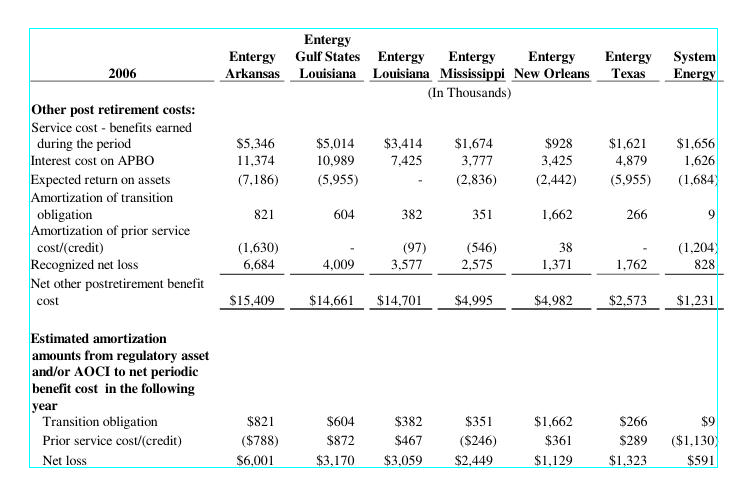 Entergy
Entergy Gulf States Entergy Entergy Entergy Entergy System
2006 Arkansas Louisiana Louisiana Mississippi New Orleans Texas Energy
(In Thousands)
Other post retirement costs:
Service cost - benefits earned
during the period $5,346 $5,014 $3,414 $1,674 $928 $1,621 $1,656
Interest cost on APBO 11,374 10,989 7,425 3,777 3,425 4,879 1,626
Expected return on assets (7,186) (5,955) - (2,836) (2,442) (5,955) (1,684)
Amortization of transition
obligation 821 604 382 351 1,662 266 9
Amortization of prior service
cost/(credit) (1,630) - (97) (546) 38 - (1,204)
Recognized net loss 6,684 4,009 3,577 2,575 1,371 1,762 828
Net other postretirement benefit
cost $15,409 $14,661 $14,701 $4,995 $4,982 $2,573 $1,231
Estimated amortization
amounts from regulatory asset
and/or AOCI to net periodic
benefit cost in the following
year
Transition obligation $821 $604 $382 $351 $1,662 $266 $9
Prior service cost/(credit) ($788) $872 $467 ($246) $361 $289 ($1,130)
Net loss $6,001 $3,170 $3,059 $2,449 $1,129 $1,323 $591